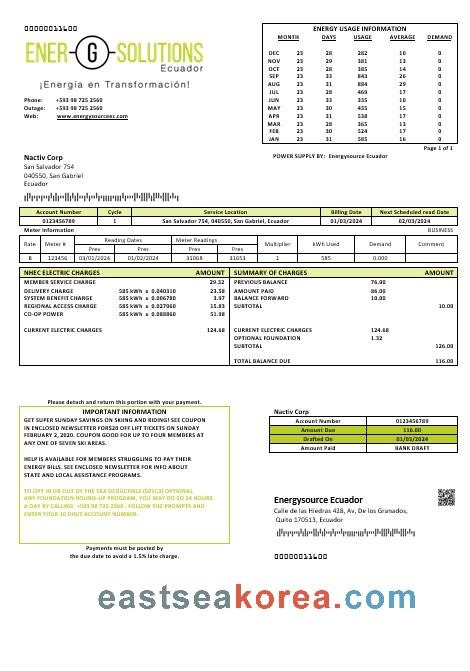 00000011600
ENER-G-SOLUTIONS
Ecuador
¡Energía en Transformación!
Phone: +593 98 725 2560
Outage: +593 98 725 2560
Web: www.energysourceec.com
ENERGY USAGE INFORMATION
MONTH DAYS USAGE AVERAGE DEMAND
DEC 23 28 282 10 0
NOV 23 29 381 13 0
OCT 23 28 385 14 0
SEP 23 33 843 26 0
AUG 23 31 884 29 0
JUL 23 28 469 17 0
JUN 23 33 335 10 0
MAY 23 30 435 15 0
APR 23 31 538 17 0
MAR 23 28 365 13 0
FEB 23 30 524 17 0
JAN 23 31 585 16 0
Page 1 of 1
Nactiv Corp
San Salvador 754
040550, San Gabriel
Ecuador
POWER SUPPLY BY: Energysource Ecuador
Account Number Cycle Service Location Billing Date Next Scheduled read Date
0123456789 1 San Salvador 754, 040550, San Gabriel, Ecuador 01/03/2024 02/03/2024
Meter Information BUSINESS
Rate Meter # Reading Dates Meter Readings Multiplier kWh Used Demand Comment
Prev Prev Prev Prev
B 123456 03/01/2024 01/02/2024 31068 31653 1 585 0.000
NHEC ELECTRIC CHARGES AMOUNT
MEMBER SERVICE CHARGE 29.32
DELIVERY CHARGE 585 kWh x 0.040310 23.58
SYSTEM BENEFIT CHARGE 585 kWh x 0.006780 3.97
REGIONAL ACCESS CHARGE 585 kWh x 0.027060 15.83
CO-OP POWER 585 kWh x 0.088860 51.98
CURRENT ELECTRIC CHARGES 124.68
SUMMARY OF CHARGES AMOUNT
PREVIOUS BALANCE 76.00
AMOUNT PAID 86.00
BALANCE FORWARD 10.00
SUBTOTAL 10.00
CURRENT ELECTRIC CHARGES 124.68
OPTIONAL FOUNDATION 1.32
SUBTOTAL 126.00
TOTAL BALANCE DUE 116.00
Please detach and return this portion with your payment.
IMPORTANT INFORMATION
GET SUPER SUNDAY SAVINGS ON SKIING AND RIDING! SEE COUPON
IN ENCLOSED NEWSLETTER FOR$20 OFF LIFT TICKETS ON SUNDAY
FEBRUARY 2, 2020. COUPON GOOD FOR UP TO FOUR MEMBERS AT
ANY ONE OF SEVEN SKI AREAS.
HELP IS AVAILABLE FOR MEMBERS STRUGGLING TO PAY THEIR
ENERGY BILLS. SEE ENCLOSED NEWSLETTER FOR INFO ABOUT
STATE AND LOCAL ASSISTANCE PROGRAMS.
TO OPT IN OR OUT OF THE TAX DEDUCTIBLE (501C3) OPTIONAL
ANY FOUNDATION ROUND-UP PROGRAM, YOU MAY DO SO 24 HOURS
A DAY BY CALLING +593 98 725 2560 , FOLLOW THE PROMPTS AND
ENTER YOUR 10 DIGIT ACCOUNT NUMBER.
Payments must be posted by
the due date to avoid a 1.5% late charge.
Nactiv Corp
Account Number 0123456789
Amount Due 116.00
Drafted On 01/03/2024
Amount Paid BANK DRAFT
Energysource Ecuador
Calle de las Hiedras 428, Av, De los Granados,
Quito 170513, Ecuador
00000011600
eastseakorea.com